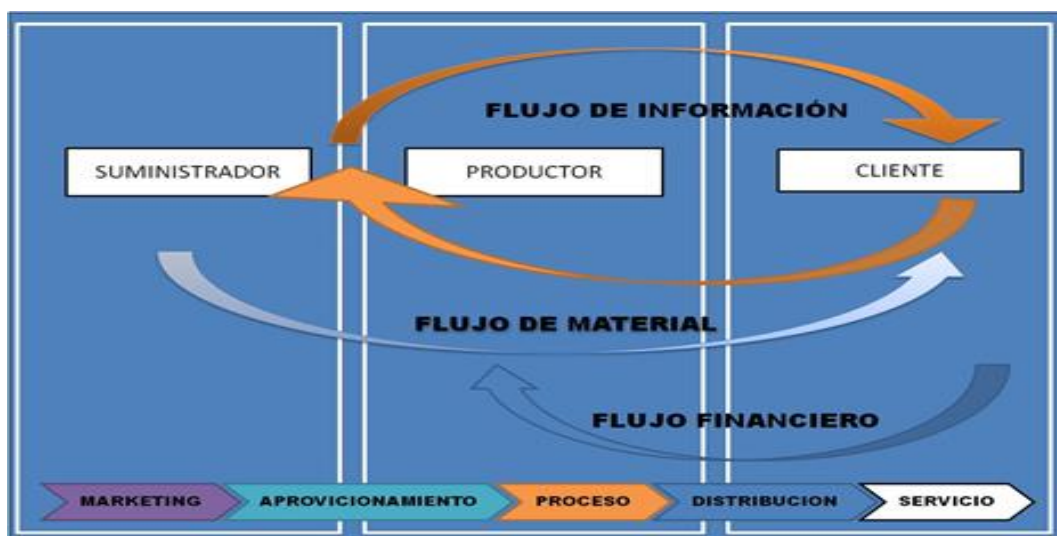 FLUJO DE INFORMACIÓN
SUMINISTRADOR
PRODUCTOR
CLIENTE
FLUJO DE MATERIAL
FLUJO FINANCIERO
MARKETING
APROVICIONAMIENTO
PROCESO
DISTRIBUCION
SERVICIO